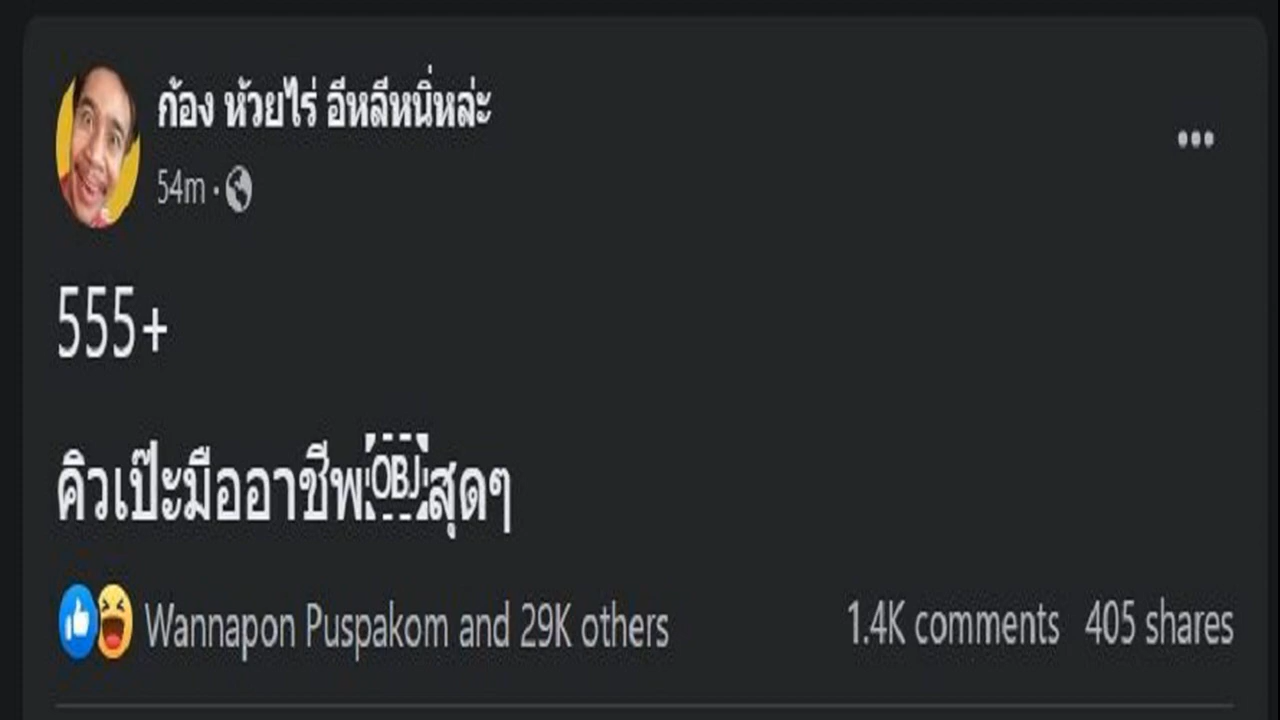 ก้อง ห้วยไร่ อีหลีหนิ่หล่ะ
54m ·
555+
คิวเป๊ะมืออาชีพ￼สุดๆ
Wannapon Puspakom and 29K others 1.4K comments 405 shares